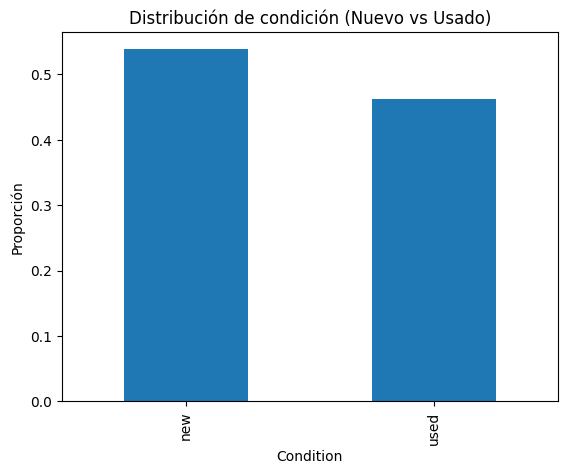 Distribución de condición (Nuevo vs Usado)
0.5
0.4
0.3
0.2
0.1
0.0
Proporción
new
used
Condition